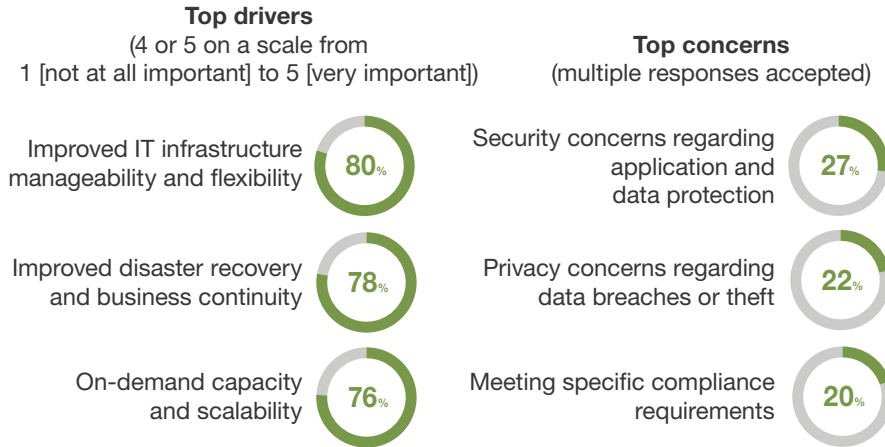 Top drivers
(4 or 5 on a scale from
1 [not at all important] to 5 [very important])
Improved IT infrastructure
manageability and flexibility
80%
Improved disaster recovery
and business continuity
78%
On-demand capacity
and scalability
76%
Top concerns
(multiple responses accepted)
Security concerns regarding
application and
data protection
27%
Privacy concerns regarding
data breaches or theft
22%
Meeting specific compliance
requirements
20%